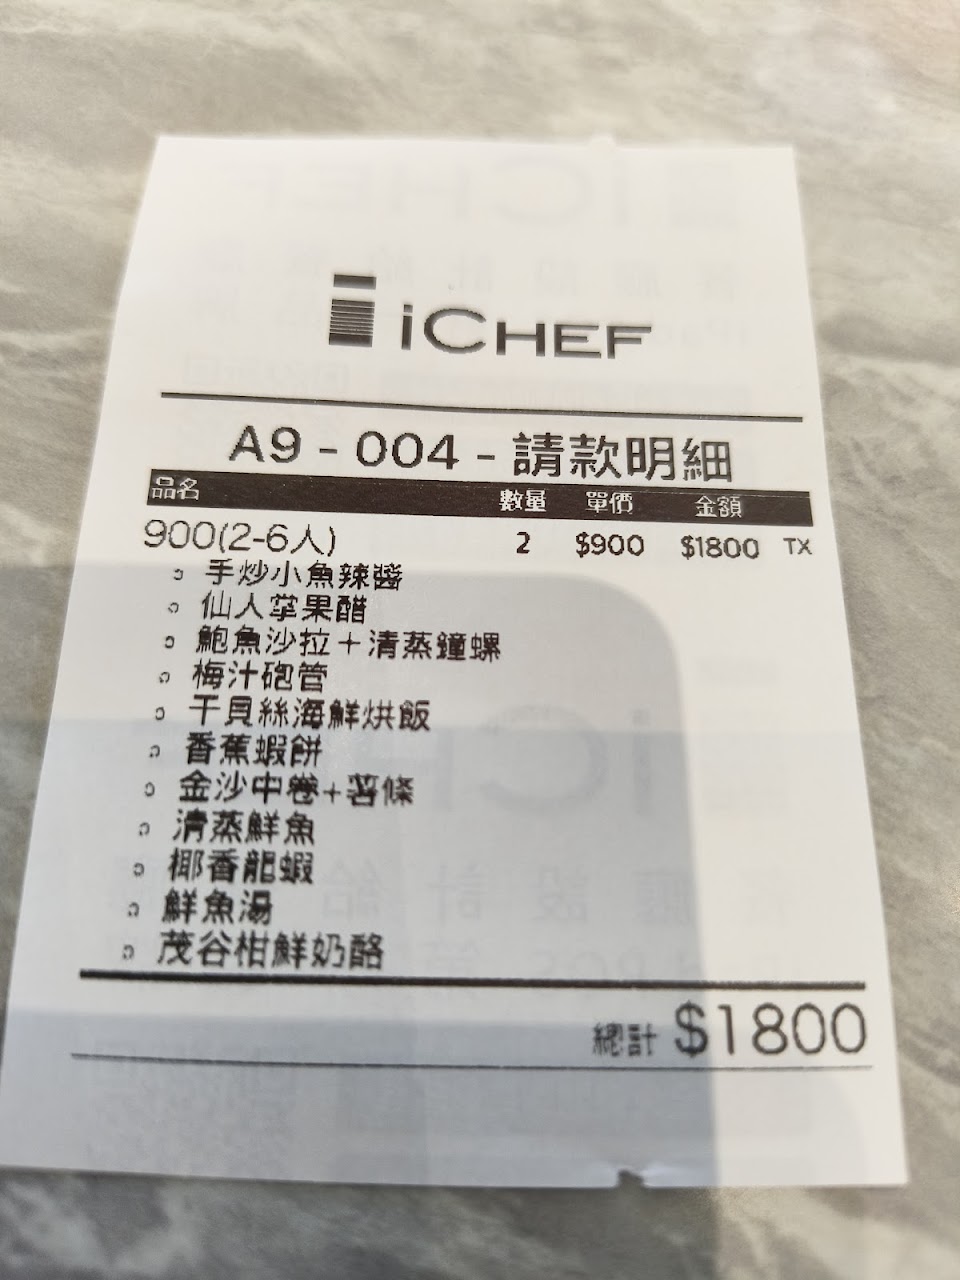 iCHEF
A9 - 004 - 請款明細
品名 數量 單價 金額
900(2-6人) 2 $900 $1800 TX
手炒小魚辣醬
仙人掌果醋
鮑魚沙拉+清蒸鐘螺
梅汁砲管
干貝絲海鮮烘飯
香蕉蝦餅
金沙中卷+薯條
清蒸鮮魚
椰香龍蝦
鮮魚湯
茂谷柑鮮奶酪
總計 $1800